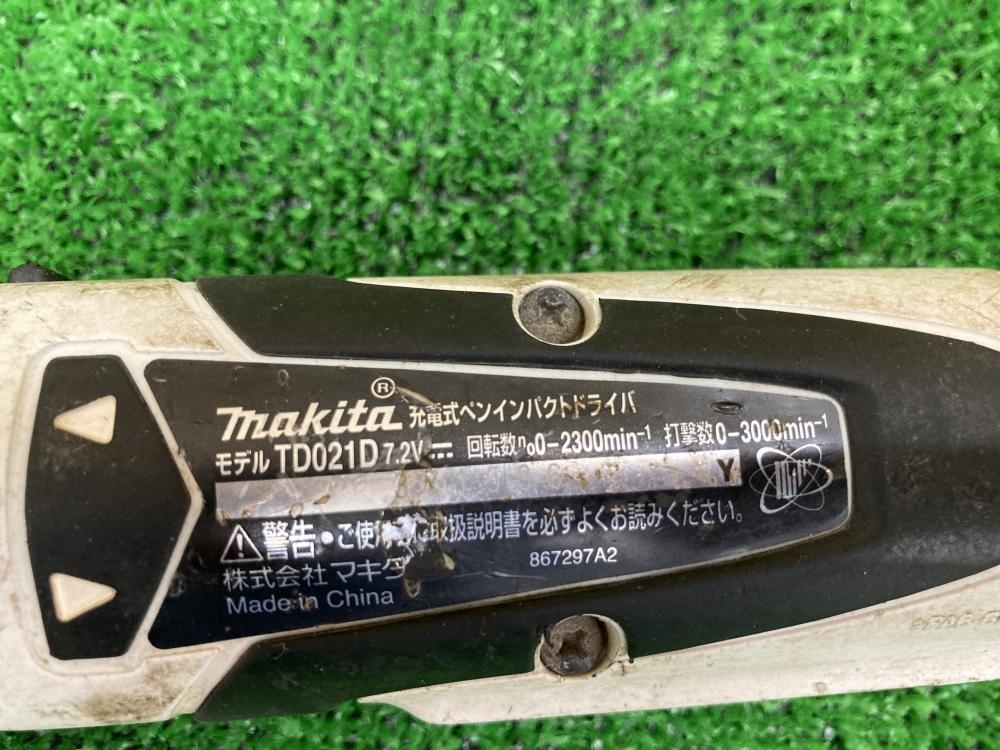 makita® 充電式ペンインパクトドライバ
モデル TD021D 7.2V⎓ 回転数n₀0-2300min⁻¹ 打撃数0-3000min⁻¹
Y
⚠警告・ご使 に取扱説明書を必ずよくお読みください。
株式会社 マキタ
867297A2
Made in China